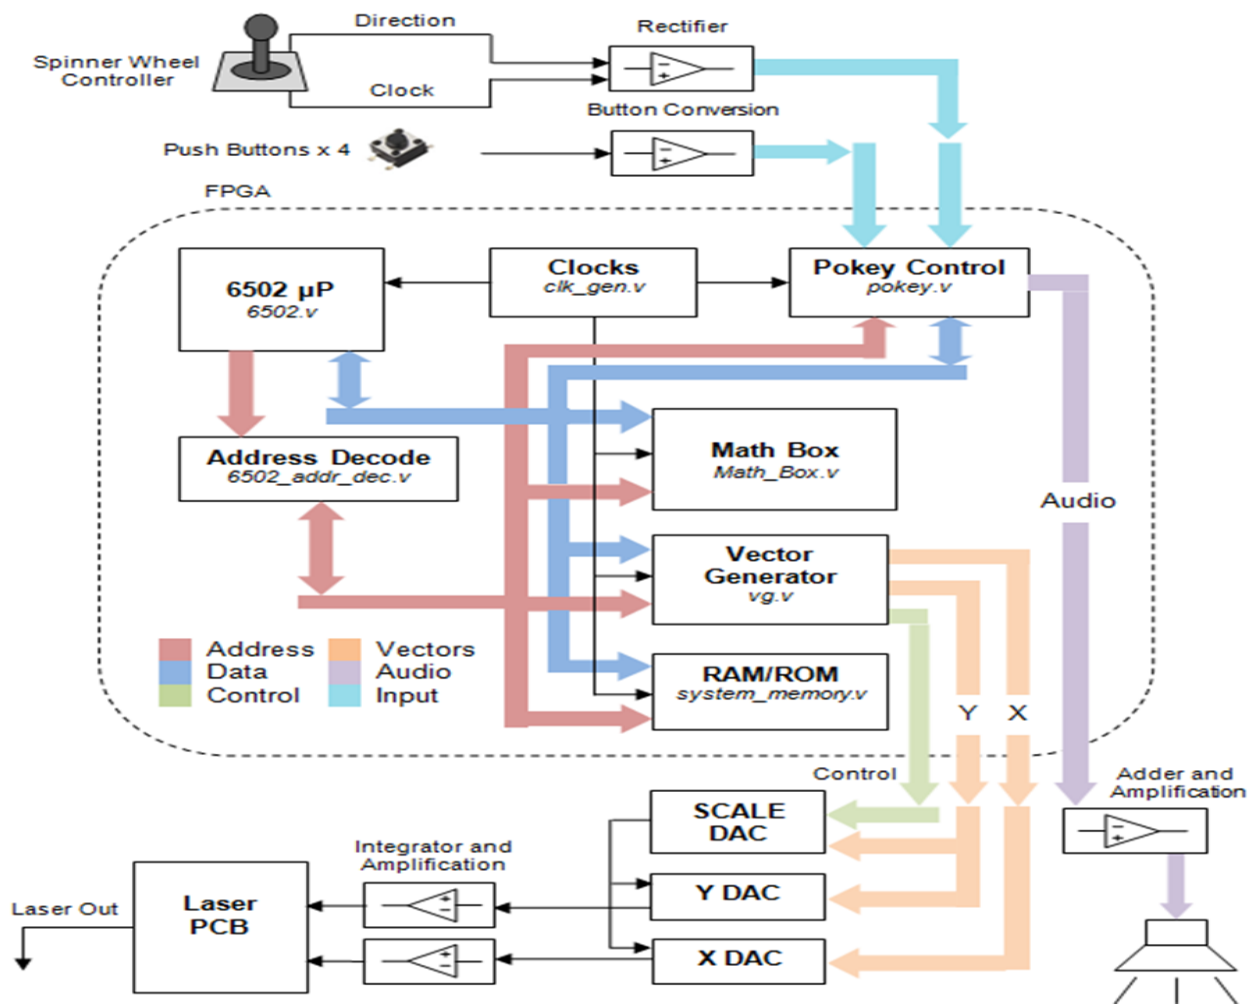 Direction
Rectifier
Spinner Wheel
Controller
Clock
Button Conversion
Push Buttons x 4
FPGA
6502 µP
6502.v
Clocks
clk_gen.v
Pokey Control
pokey.v
Address Decode
6502_addr_dec.v
Math Box
Math_Box.v
Audio
Vector
Generator
vg.v
Address
Data
Control
Vectors
Audio
Input
RAM/ROM
system_memory.v
Y
X
Control
Adder and
Amplification
SCALE
DAC
Integrator and
Amplification
Y DAC
Laser
PCB
Laser Out
X DAC